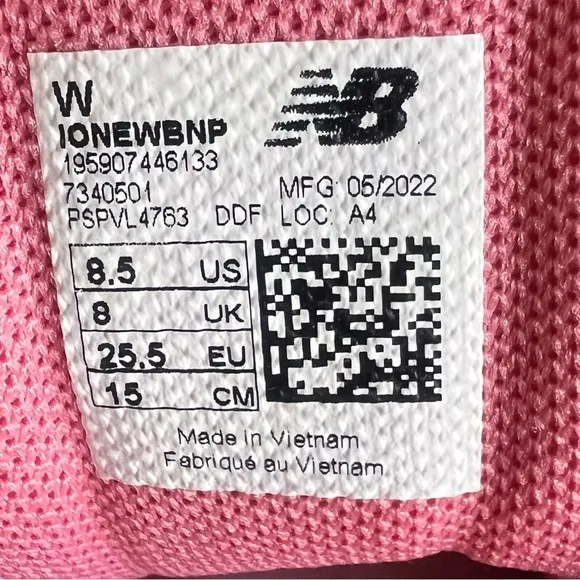 W
NB
IONEWBNP
195907446133
7340501 MFG: 05/2022
PSPVL4763 DDF LOC: A4
8.5 US
8 UK
25.5 EU
15 CM
Made in Vietnam
Fabriqué au Vietnam